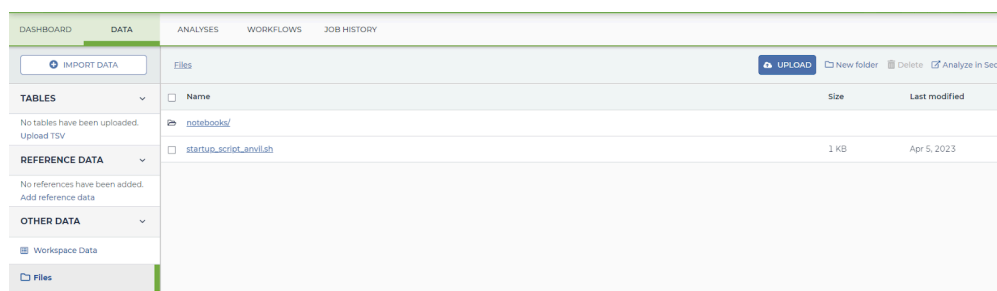 DASHBOARD DATA ANALYSES WORKFLOWS JOB HISTORY
IMPORT DATA
Files
UPLOAD New folder Delete Analyze in Sec
TABLES
Name Size Last modified
No tables have been uploaded.
Upload TSV
notebooks/
startup_script_anvil.sh 1 KB Apr 5, 2023
REFERENCE DATA
No references have been added.
Add reference data
OTHER DATA
Workspace Data
Files